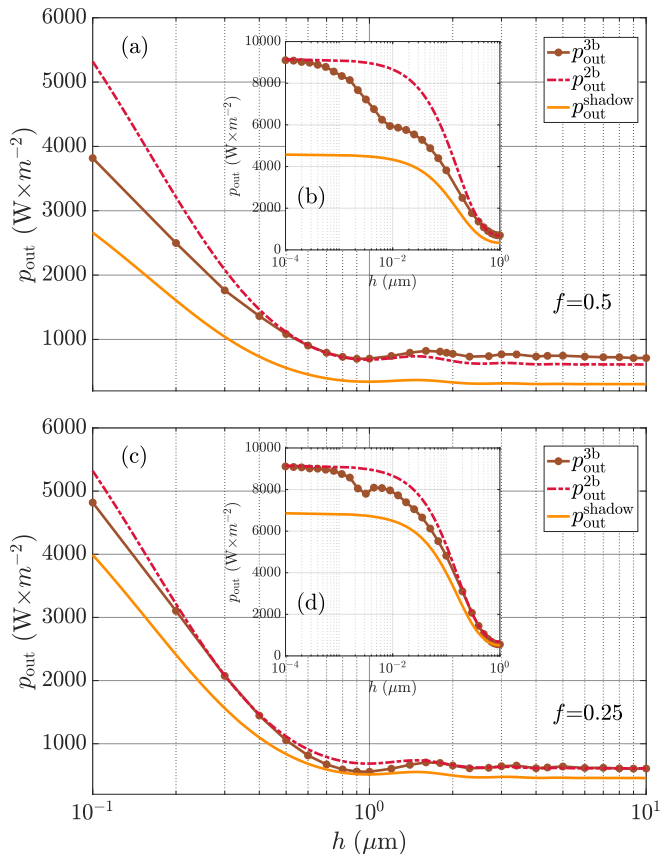 6000
5000
4000
3000
2000
1000
p_out (W×m^−2)
(a)
10000
8000
6000
4000
2000
0
p_out (W×m^−2)
(b)
10^−4
10^−2
10^0
h (μm)
p_out^3b
p_out^2b
p_out^shadow
f=0.5
6000
5000
4000
3000
2000
1000
p_out (W×m^−2)
(c)
10000
8000
6000
4000
2000
0
p_out (W×m^−2)
(d)
10^−4
10^−2
10^0
h (μm)
p_out^3b
p_out^2b
p_out^shadow
f=0.25
10^−1
10^0
10^1
h (μm)